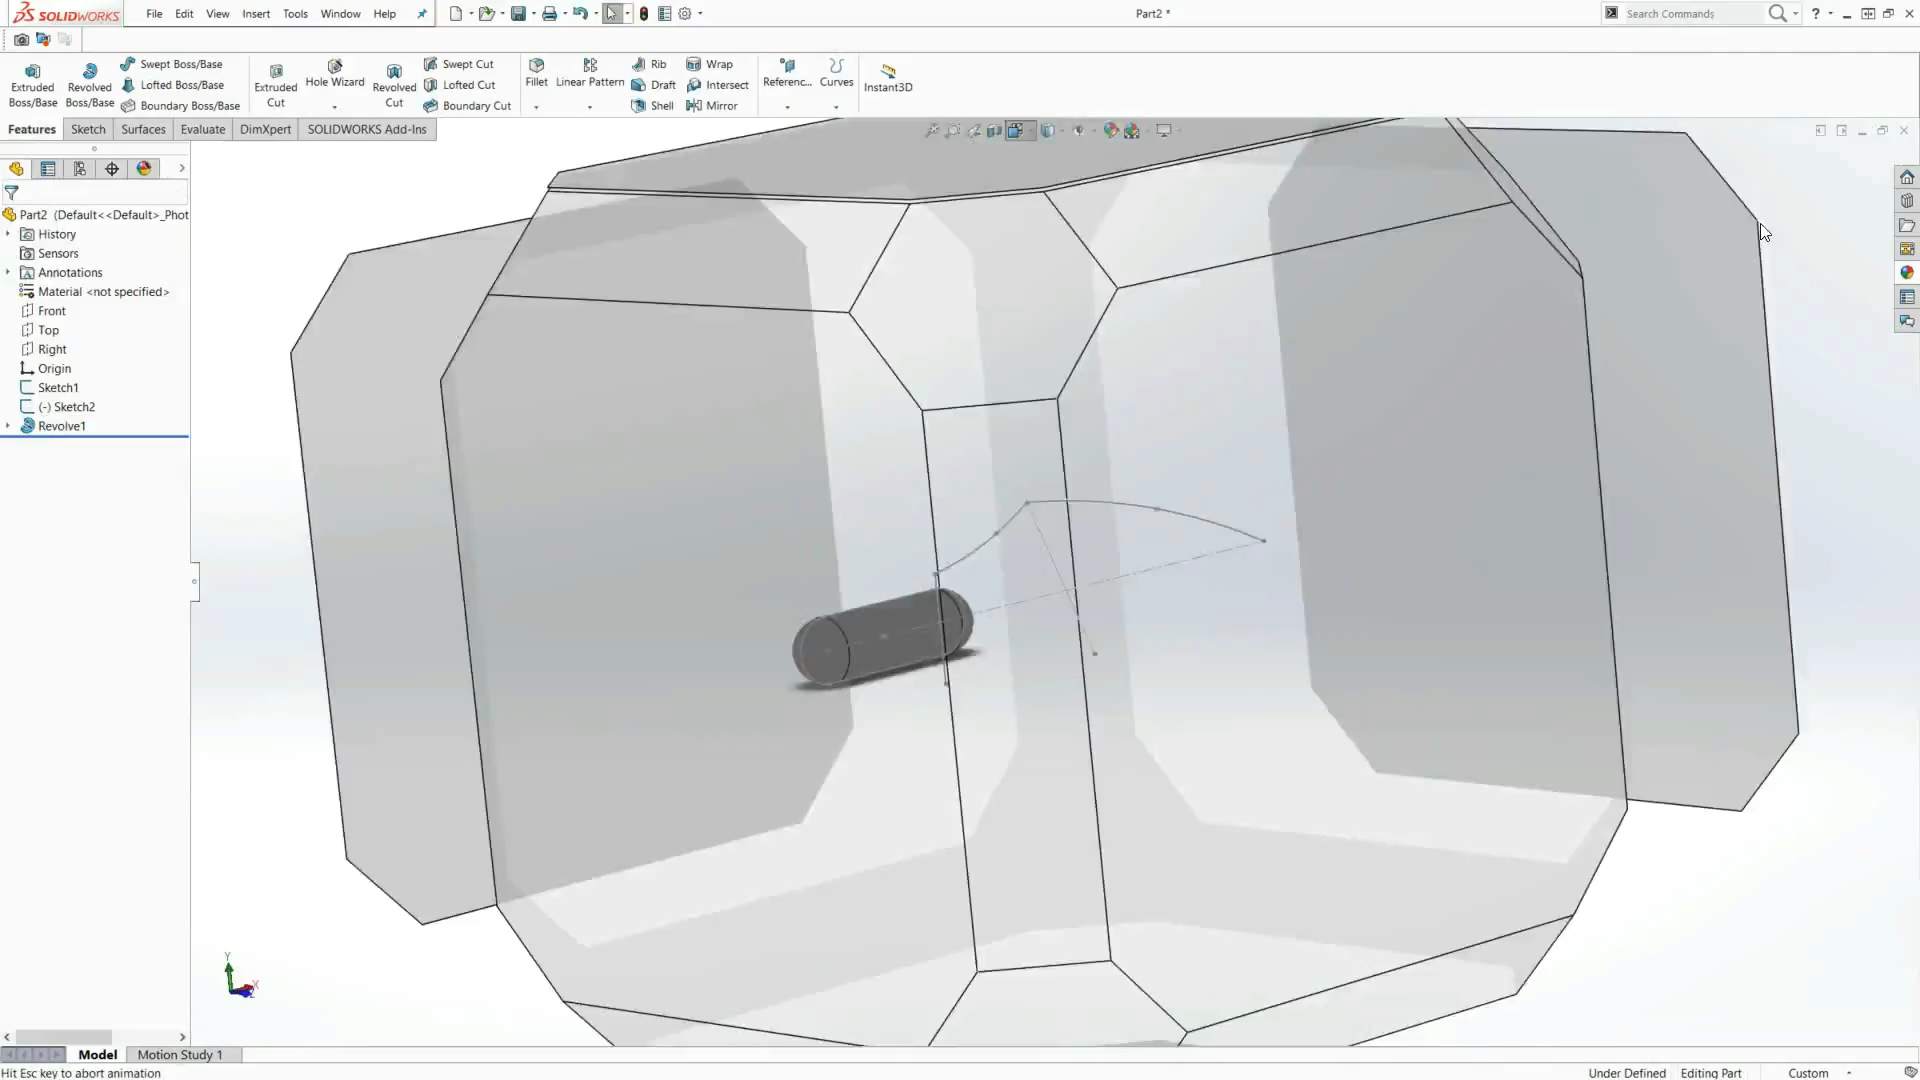 SOLIDWORKS File Edit View Insert Tools Window Help Part2 * Search Commands ?
Extruded Boss/Base
Revolved Boss/Base
Swept Boss/Base
Lofted Boss/Base
Boundary Boss/Base
Extruded Cut
Hole Wizard
Revolved Cut
Swept Cut
Lofted Cut
Boundary Cut
Fillet
Linear Pattern
Rib
Draft
Shell
Wrap
Intersect
Mirror
Referenc...
Curves
Instant3D
Features Sketch Surfaces Evaluate DimXpert SOLIDWORKS Add-Ins
Part2 (Default<<Default>_Phot
History
Sensors
Annotations
Material <not specified>
Front
Top
Right
Origin
Sketch1
(-) Sketch2
Revolve1
Y
X
Z
Model Motion Study 1
Hit Esc key to abort animation Under Defined Editing Part Custom